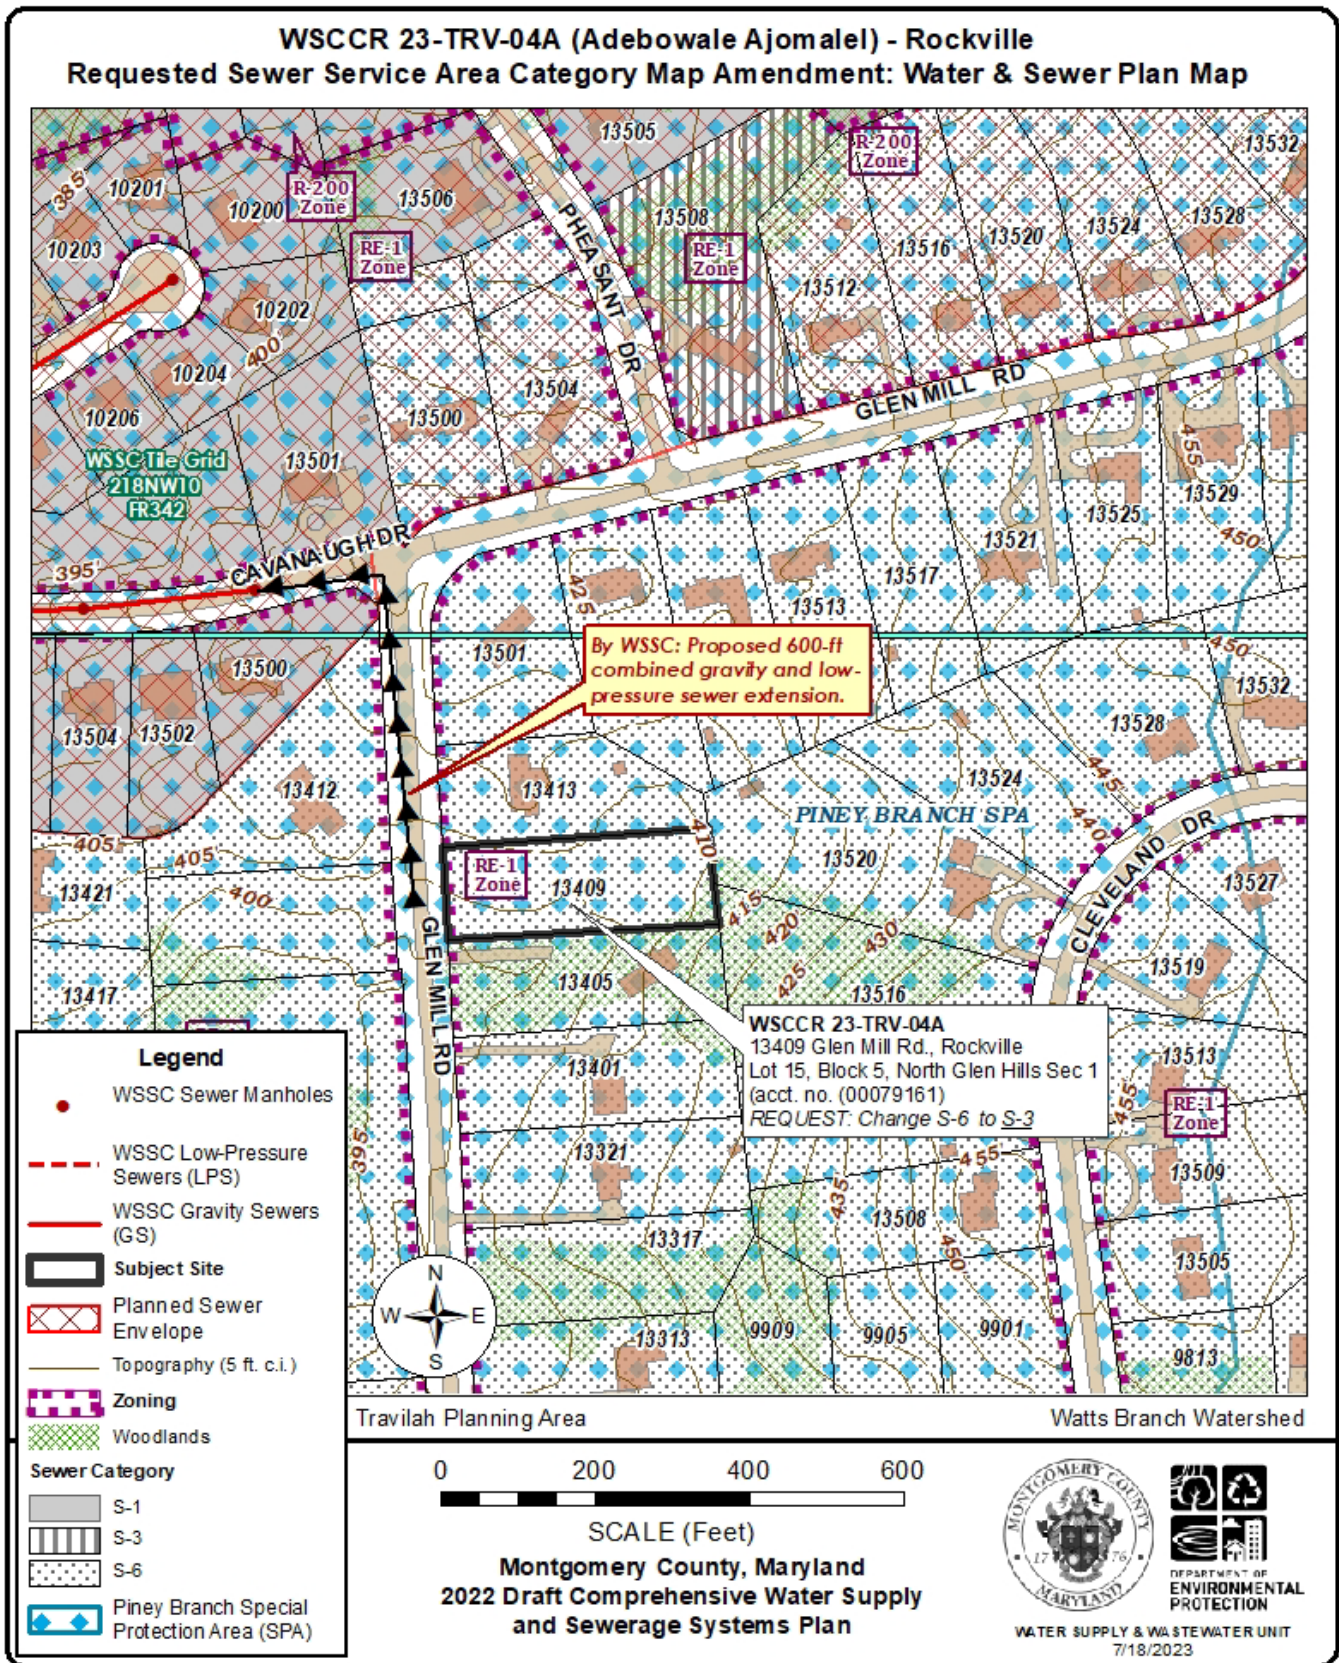 WSCCR 23-TRV-04A (Adebowale Ajomalel) - Rockville
Requested Sewer Service Area Category Map Amendment: Water & Sewer Plan Map
13505
R-200
Zone
13532
385'
10201
R-200
Zone
10200
13506
PHEASANT DR
13508
13528
13524
13520
13516
10203
RE-1
Zone
RE-1
Zone
13512
10202
400'
10204
13504
GLEN MILL RD
10206
13500
WSSC Tile Grid
218NW10
FR342
13501
455
13529
13525
450'
CAVANAUGH DR
13521
395'
425
13517
13513
13501
By WSSC: Proposed 600-ft
combined gravity and low-
pressure sewer extension.
450
13500
13532
13504
13502
13528
13412
13413
13524
445'
PINEY BRANCH SPA
440'
405'
405'
410
13520
CLEVELAND DR
RE-1
Zone
13421
400'
13409
13527
415
420
430
GLEN MILL RD
13405
425'
13519
13417
13516
WSCCR 23-TRV-04A
13409 Glen Mill Rd., Rockville
Lot 15, Block 5, North Glen Hills Sec 1
(acct. no. (00079161)
REQUEST: Change S-6 to S-3
13401
13513
455
RE-1
Zone
395'
13321
455
13509
435
13508
13317
450'
13505
13313
9909
9905
9901
9813
N
W
E
S
Legend
WSSC Sewer Manholes
WSSC Low-Pressure
Sewers (LPS)
WSSC Gravity Sewers
(GS)
Subject Site
Planned Sewer
Envelope
Topography (5 ft. c.i.)
Zoning
Woodlands
Sewer Category
S-1
S-3
S-6
Piney Branch Special
Protection Area (SPA)
Travilah Planning Area
Watts Branch Watershed
0 200 400 600
SCALE (Feet)
Montgomery County, Maryland
2022 Draft Comprehensive Water Supply
and Sewerage Systems Plan
MONTGOMERY COUNTY
17 76
MARYLAND
DEPARTMENT OF
ENVIRONMENTAL
PROTECTION
WATER SUPPLY & WASTEWATER UNIT
7/18/2023